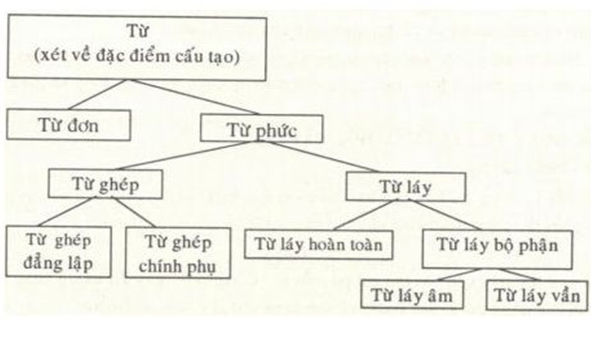 Từ
(xét về đặc điểm cấu tạo)
Từ đơn
Từ phức
Từ ghép
Từ láy
Từ ghép
đẳng lập
Từ ghép
chính phụ
Từ láy hoàn toàn
Từ láy bộ phận
Từ láy âm
Từ láy vần